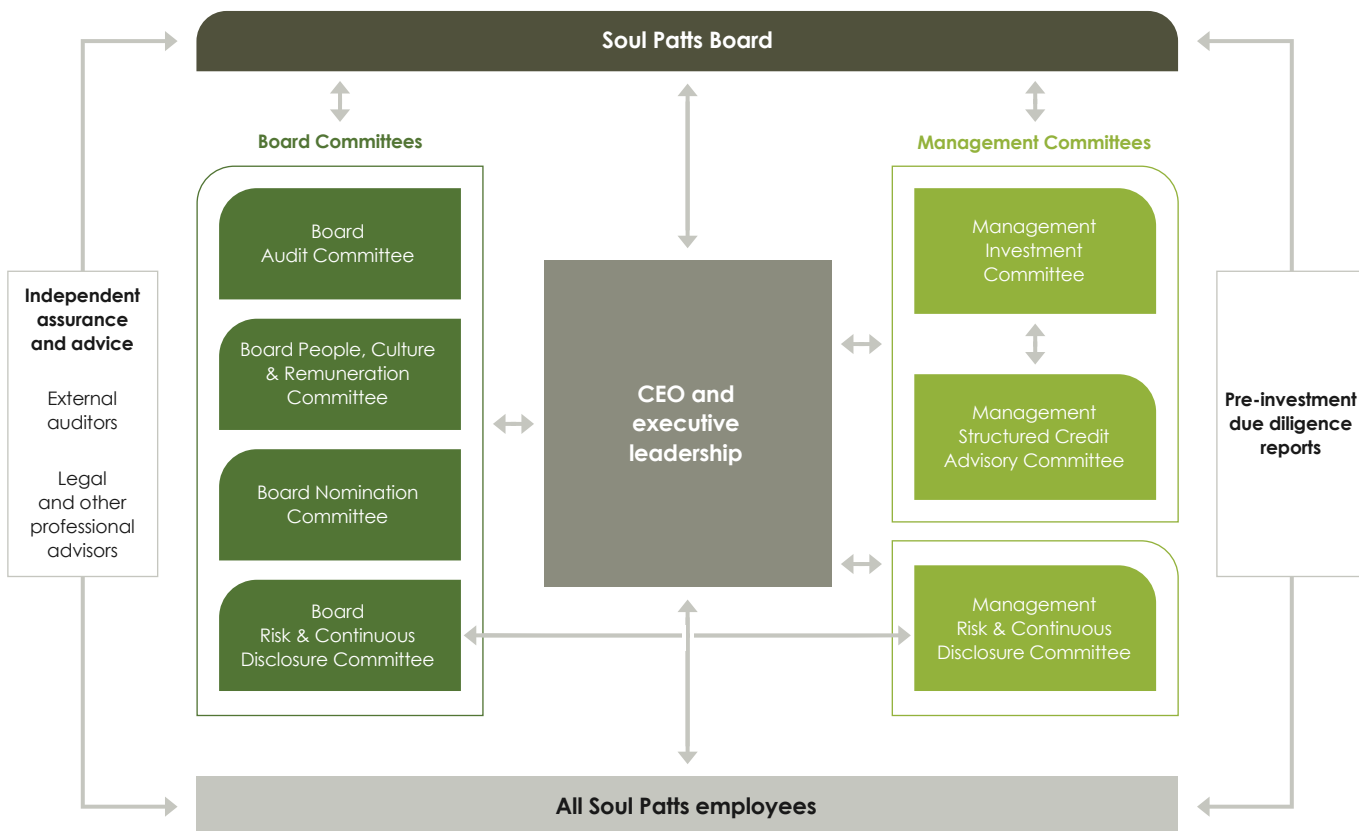 Soul Patts Board
Board Committees
Management Committees
Independent
assurance
and advice
External
auditors
Legal
and other
professional
advisors
Board
Audit Committee
Board People, Culture
& Remuneration
Committee
Board Nomination
Committee
Board
Risk & Continuous
Disclosure Committee
CEO and
executive
leadership
Management
Investment
Committee
Management
Structured Credit
Advisory Committee
Management
Risk & Continuous
Disclosure Committee
Pre-investment
due diligence
reports
All Soul Patts employees